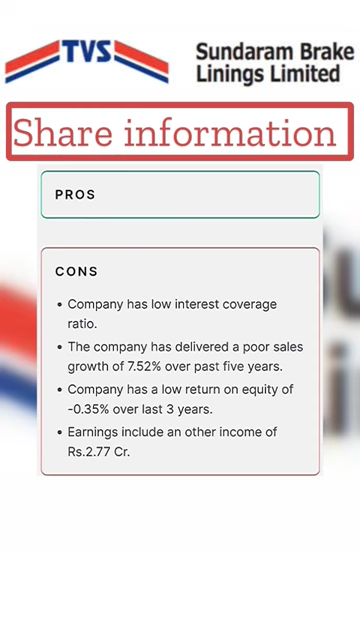 TVS
Sundaram Brake
Linings Limited
Share information
PROS
CONS
• Company has low interest coverage
ratio.
• The company has delivered a poor sales
growth of 7.52% over past five years.
• Company has a low return on equity of
-0.35% over last 3 years.
• Earnings include an other income of
Rs.2.77 Cr.